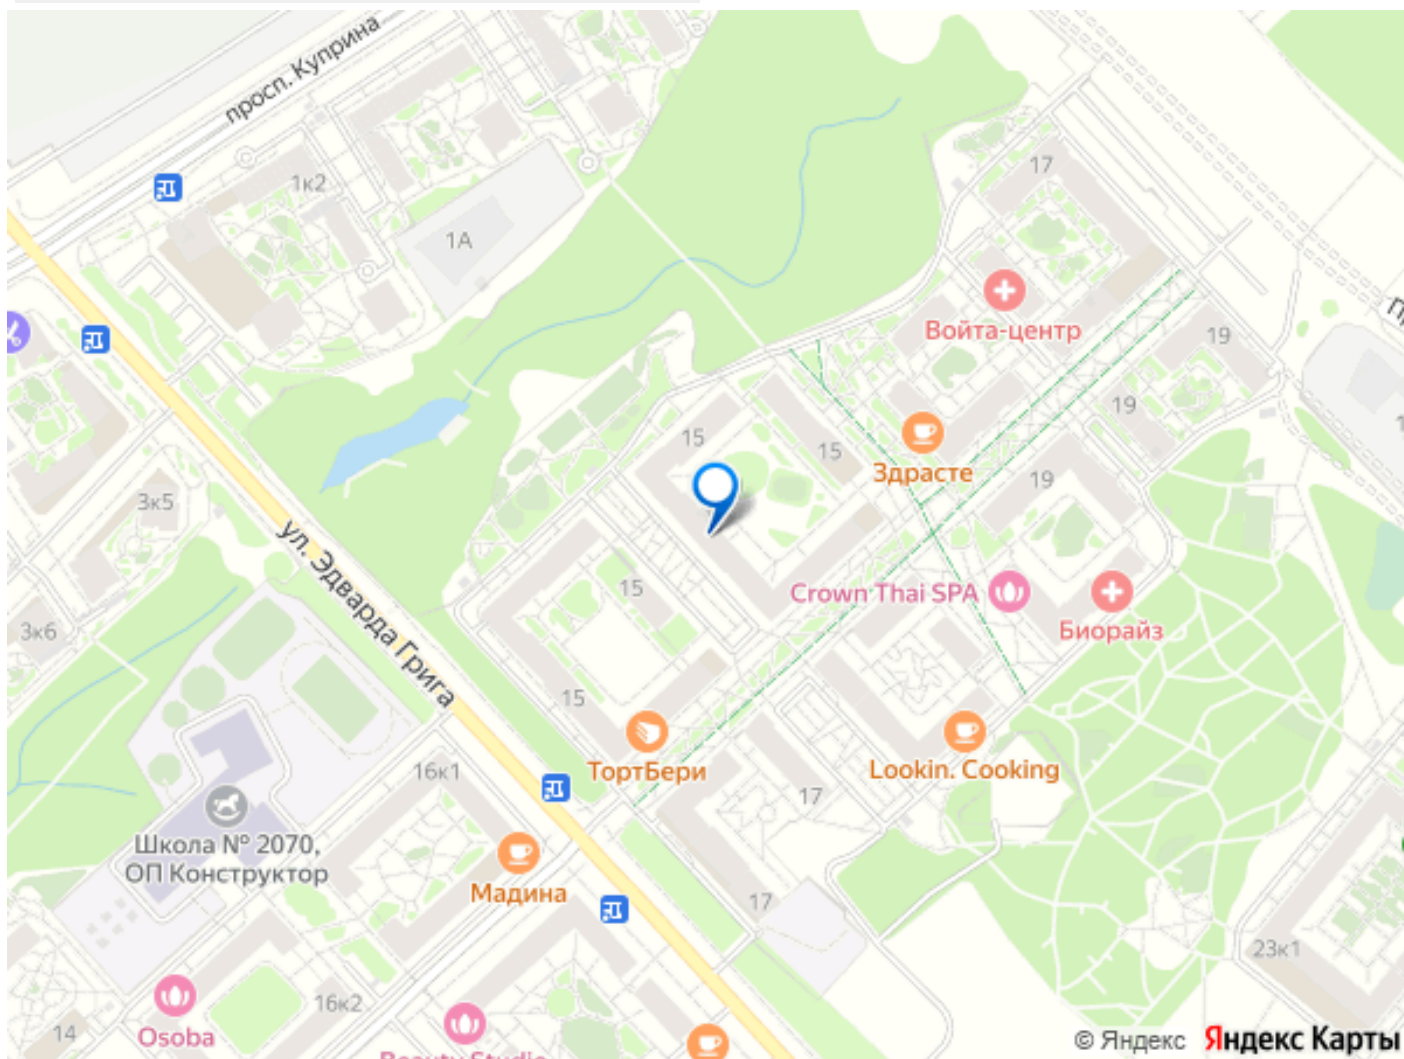 просп. Куприна
1к2
1А
17
Войта-центр
19
19
15
15
Здрасте
19
3к5
ул. Эдварда Грига
15
Crown Thai SPA
Биорайз
3к6
15
ТортБери
Lookin. Cooking
16к1
17
Школа № 2070,
ОП Конструктор
Мадина
17
23к1
16к2
14
Osoba
© Яндекс Яндекс Карты